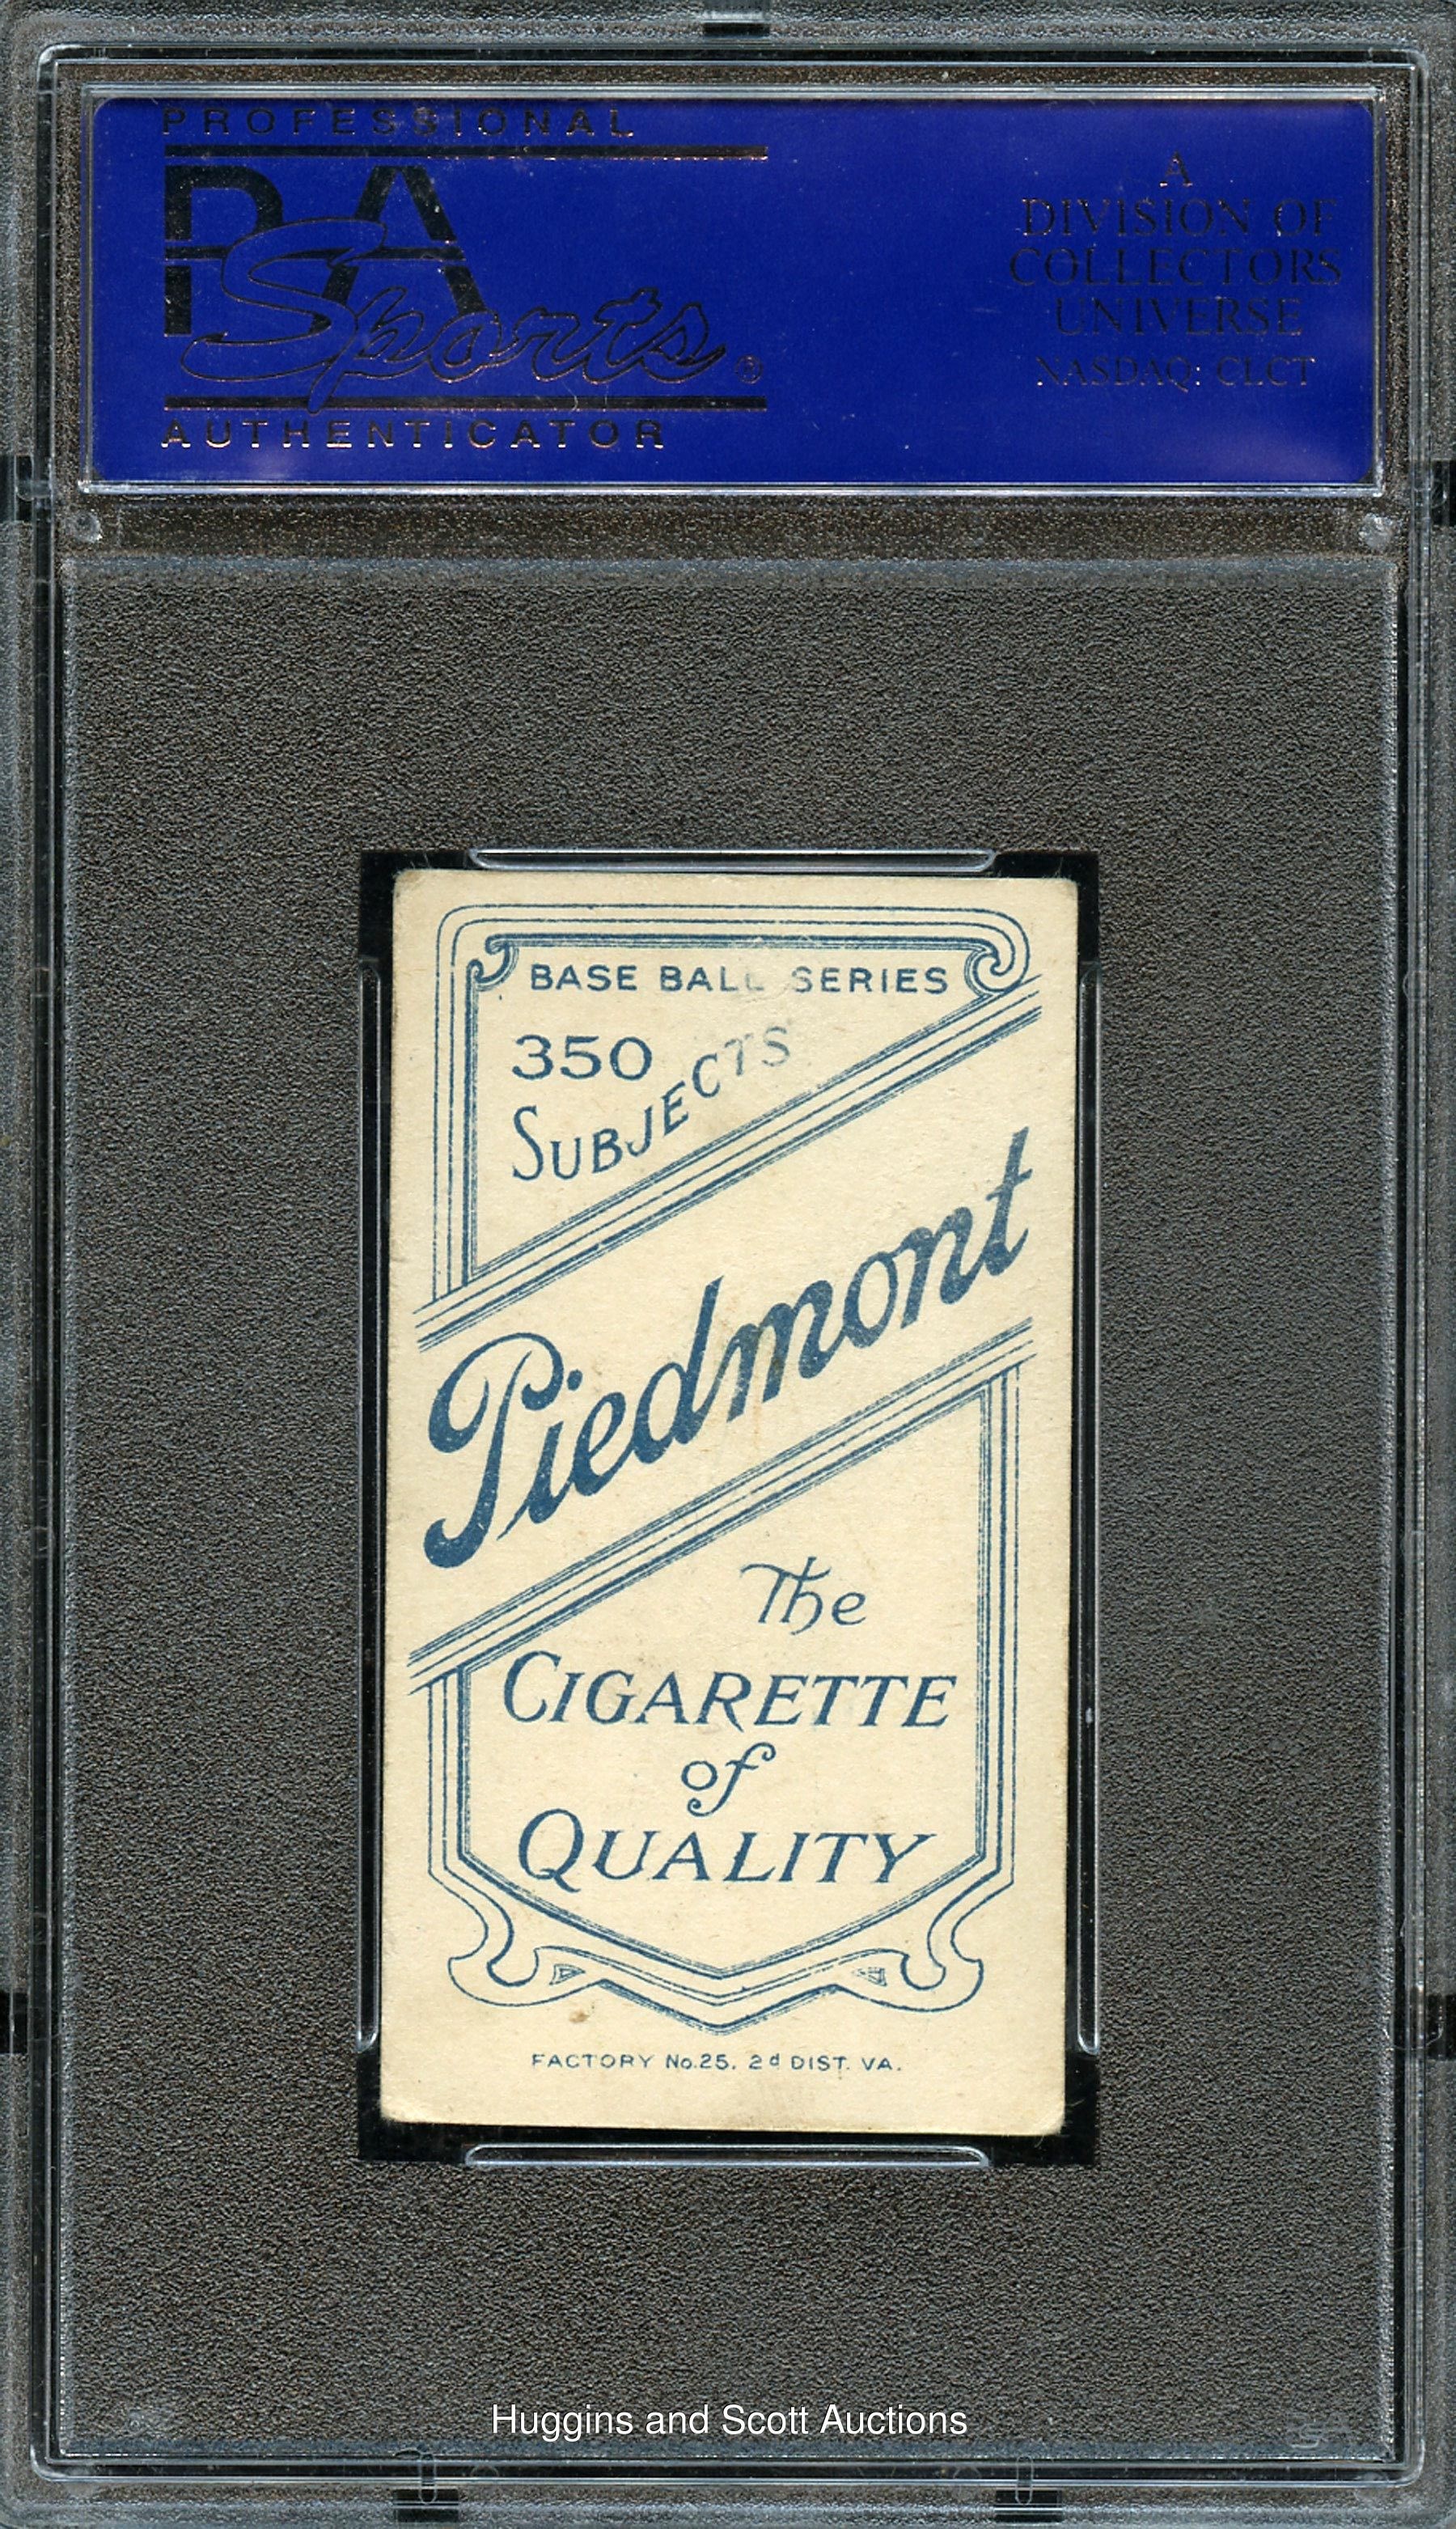 PROFESSIONAL
PSA
Sports®
AUTHENTICATOR
A
DIVISION OF
COLLECTORS
UNIVERSE
NASDAQ: CLCT
BASE BALL SERIES
350
SUBJECTS
Piedmont
The
CIGARETTE
of
QUALITY
FACTORY No.25. 2d DIST. VA.
Huggins and Scott Auctions